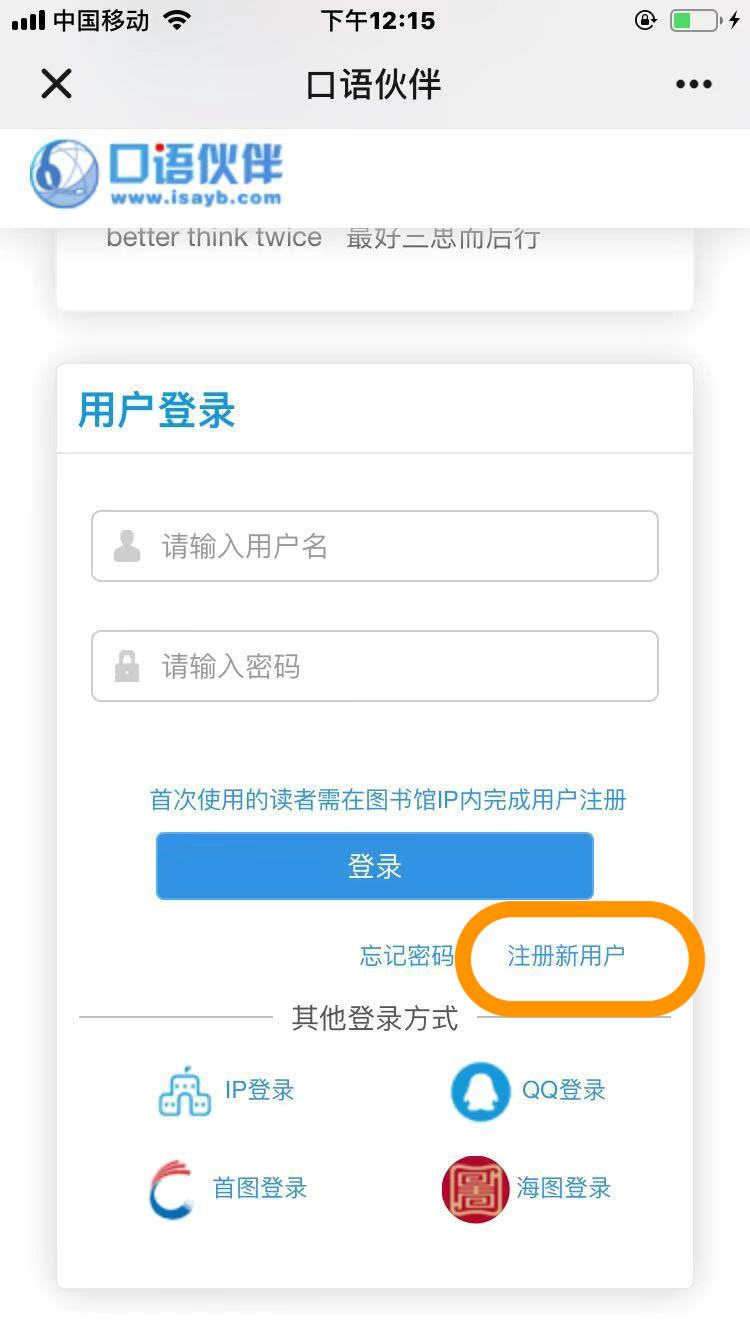 中国移动 下午12:15
口语伙伴
口语伙伴
www.isayb.com
better think twice 最好三思而后行
用户登录
请输入用户名
请输入密码
首次使用的读者需在图书馆IP内完成用户注册
登录
忘记密码 注册新用户
其他登录方式
IP登录 QQ登录
首图登录 海图登录